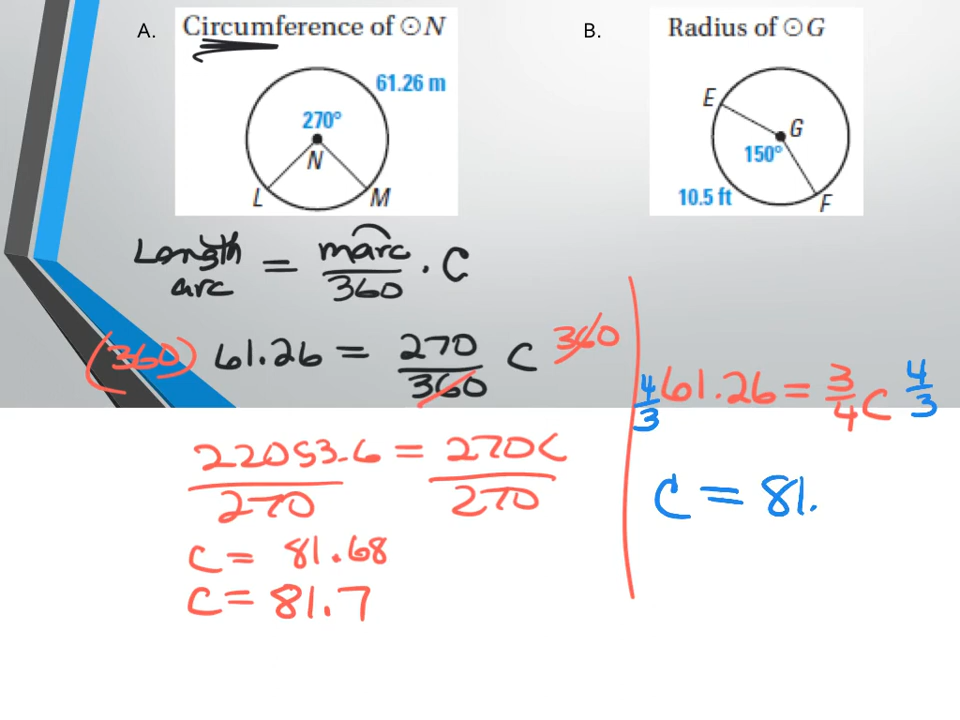 A. Circumference of ⊙N
61.26 m
270°
N
L M
B. Radius of ⊙G
E
G
150°
10.5 ft
F
Length arc = marc/360 · C
(360) 61.26 = 270/360 C 360
22053.6 = 270C
270 270
C = 81.68
C = 81.7
4/3 61.26 = 3/4 C 4/3
C = 81.